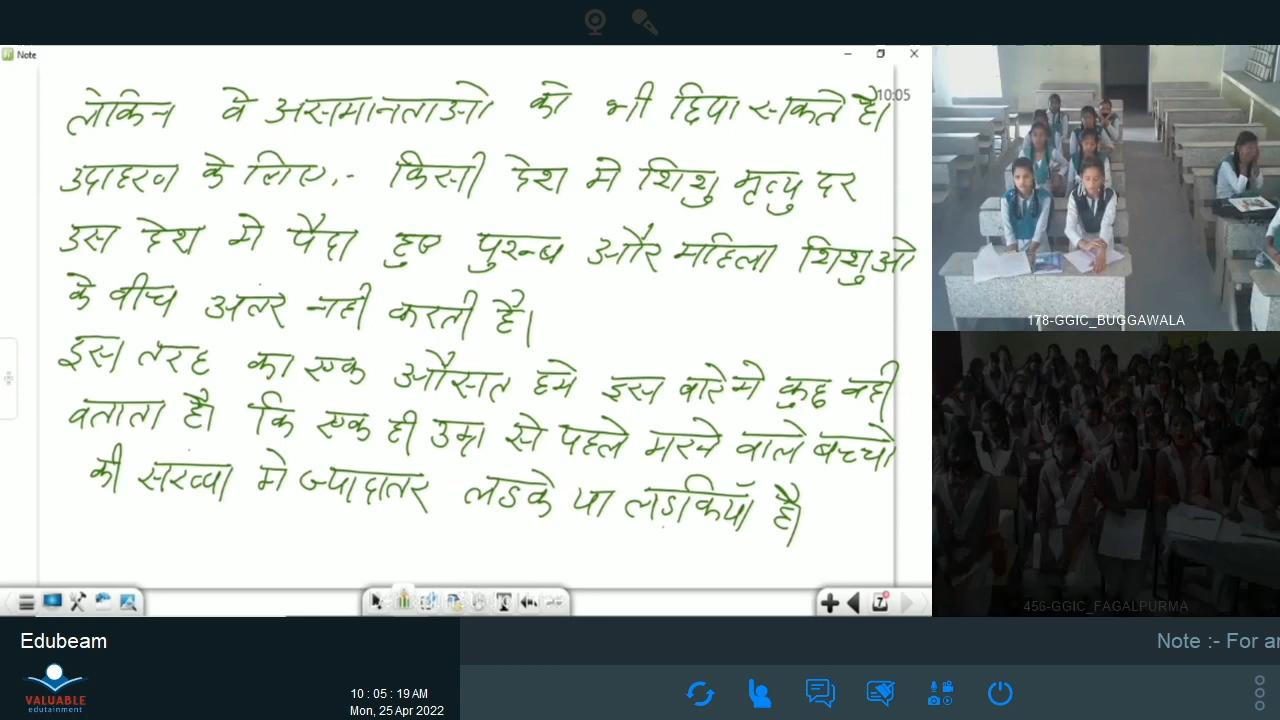 Note
10:05
लेकिन वे असमानताओ को भी छिपा सकते है।
उदाहरण के लिए:- किसी देश मे शिशु मृत्यु दर
उस देश मे पैदा हुए पुरूष और महिला शिशुओ
के बीच अंतर नही करती है।
इस तरह का एक औसत हमे इस बारे मे कुछ नही
बताता है। कि एक ही उम्र से पहले मरने वाले बच्चो
की संख्या मे ज्यादातर लडके या लड़कियाँ है।
178-GGIC_BUGGAWALA
456-GGIC_FAGALPURMA
Edubeam
Note :- For an
VALUABLE
edutainment
10 : 05 : 19 AM
Mon, 25 Apr 2022